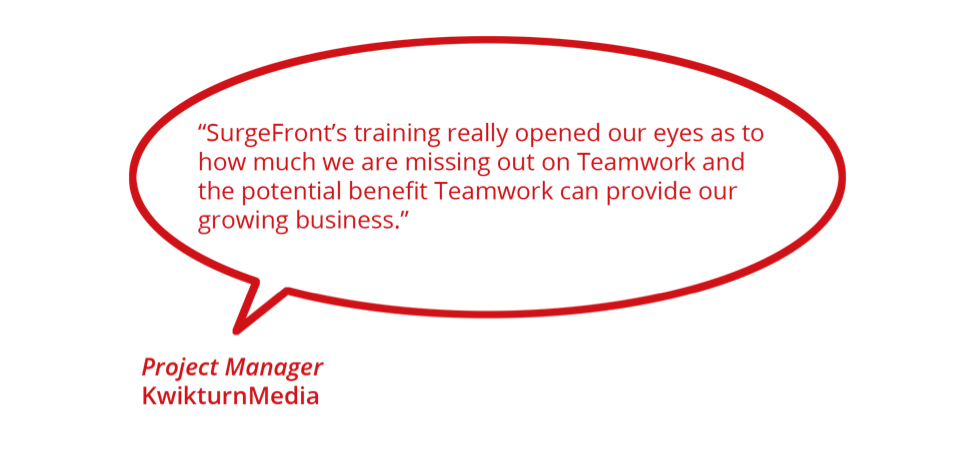 “SurgeFront’s training really opened our eyes as to
how much we are missing out on Teamwork and
the potential benefit Teamwork can provide our
growing business.”
Project Manager
KwikturnMedia